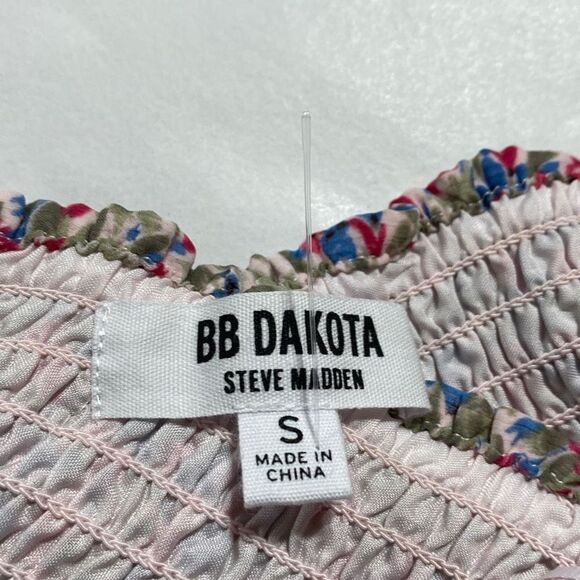 BB DAKOTA
STEVE MADDEN
S
MADE IN
CHINA